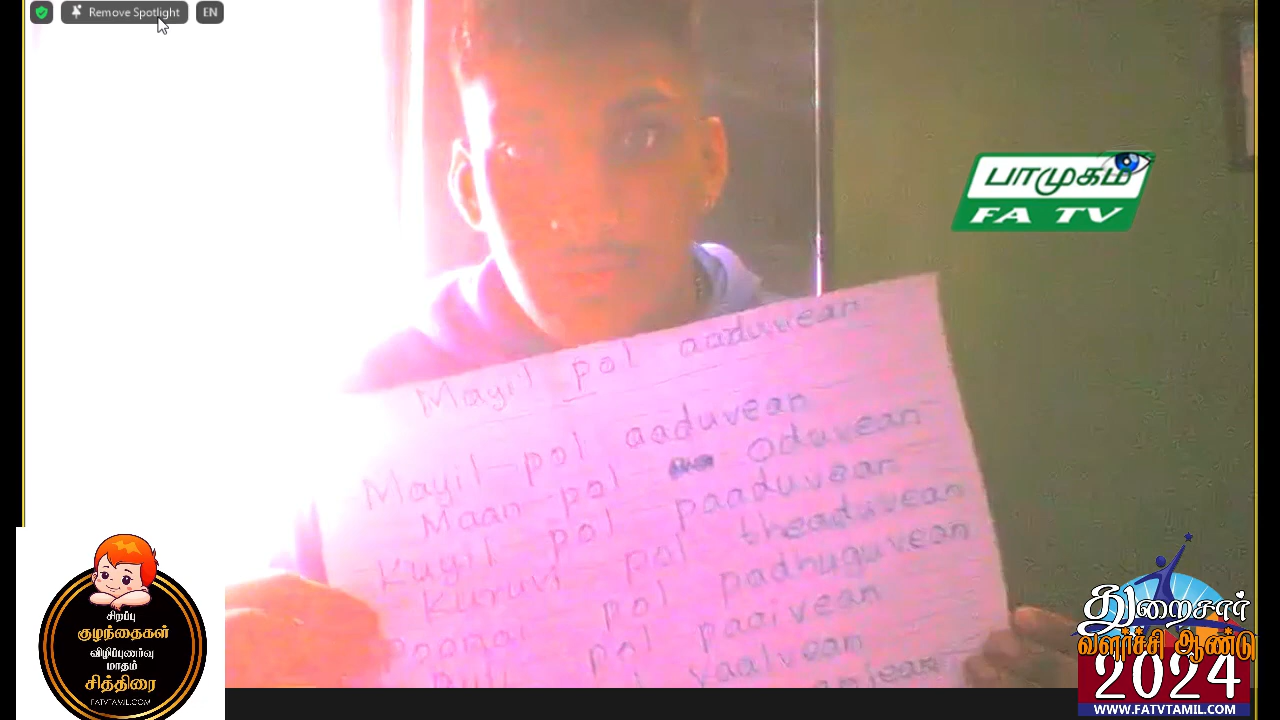 Remove Spotlight
EN
பாமுகம்
FA TV
Mayil pol aaduvean
Mayil pol aaduvean
Maan pol oduvean
Kuyil pol paaduvean
Kuruvi pol theaduvean
Poonai pol padhuguvean
Puli pol paaivean
vaalvean
சிறப்பு
குழந்தைகள்
விழிப்புணர்வு
மாதம்
சித்திரை
FATVTAMIL.COM
துறைசார்
வளர்ச்சி ஆண்டு
2024
WWW.FATVTAMIL.COM